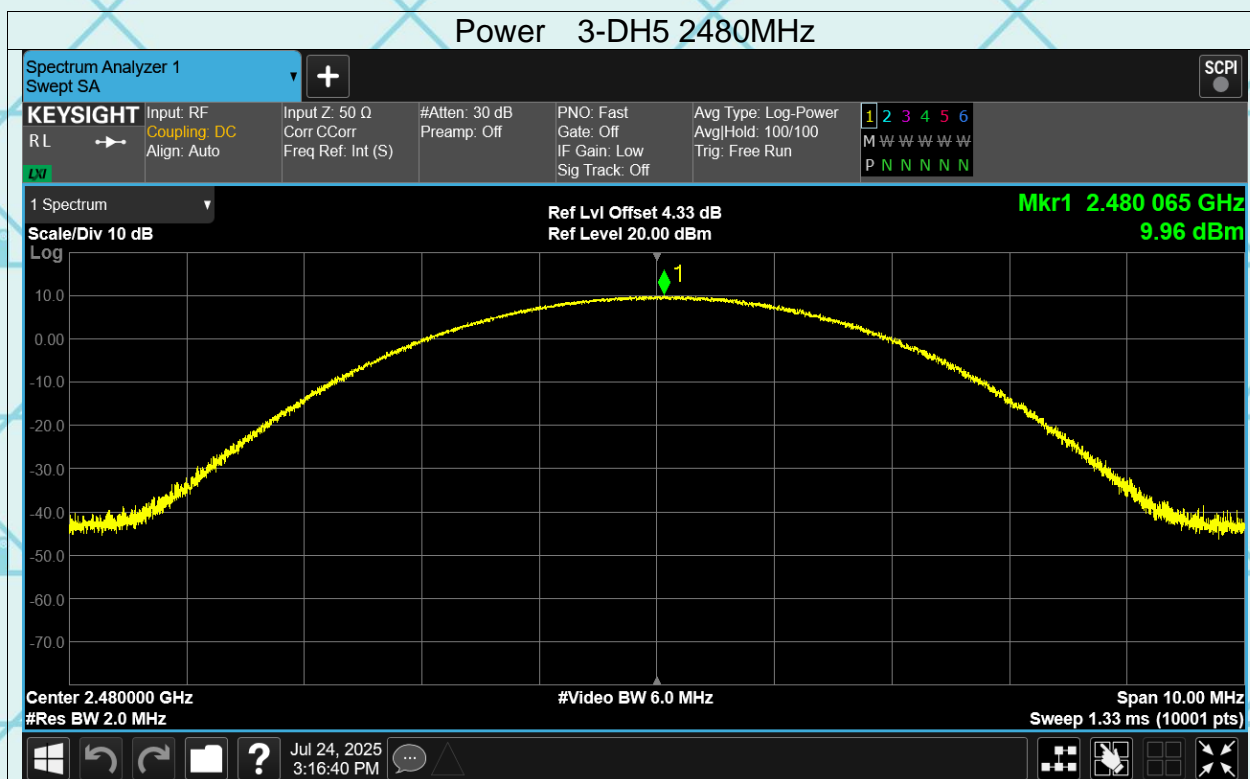 Power 3-DH5 2480MHz
Spectrum Analyzer 1
Swept SA
SCPI
KEYSIGHT
RL
LXI
Input: RF
Coupling: DC
Align: Auto
Input Z: 50 Ω
Corr CCorr
Freq Ref: Int (S)
#Atten: 30 dB
Preamp: Off
PNO: Fast
Gate: Off
IF Gain: Low
Sig Track: Off
Avg Type: Log-Power
Avg|Hold: 100/100
Trig: Free Run
1 2 3 4 5 6
M W W W W W
P N N N N N
1 Spectrum
Scale/Div 10 dB
Log
Ref Lvl Offset 4.33 dB
Ref Level 20.00 dBm
Mkr1 2.480 065 GHz
9.96 dBm
1
10.0
0.00
-10.0
-20.0
-30.0
-40.0
-50.0
-60.0
-70.0
Center 2.480000 GHz
#Res BW 2.0 MHz
#Video BW 6.0 MHz
Span 10.00 MHz
Sweep 1.33 ms (10001 pts)
?
Jul 24, 2025
3:16:40 PM